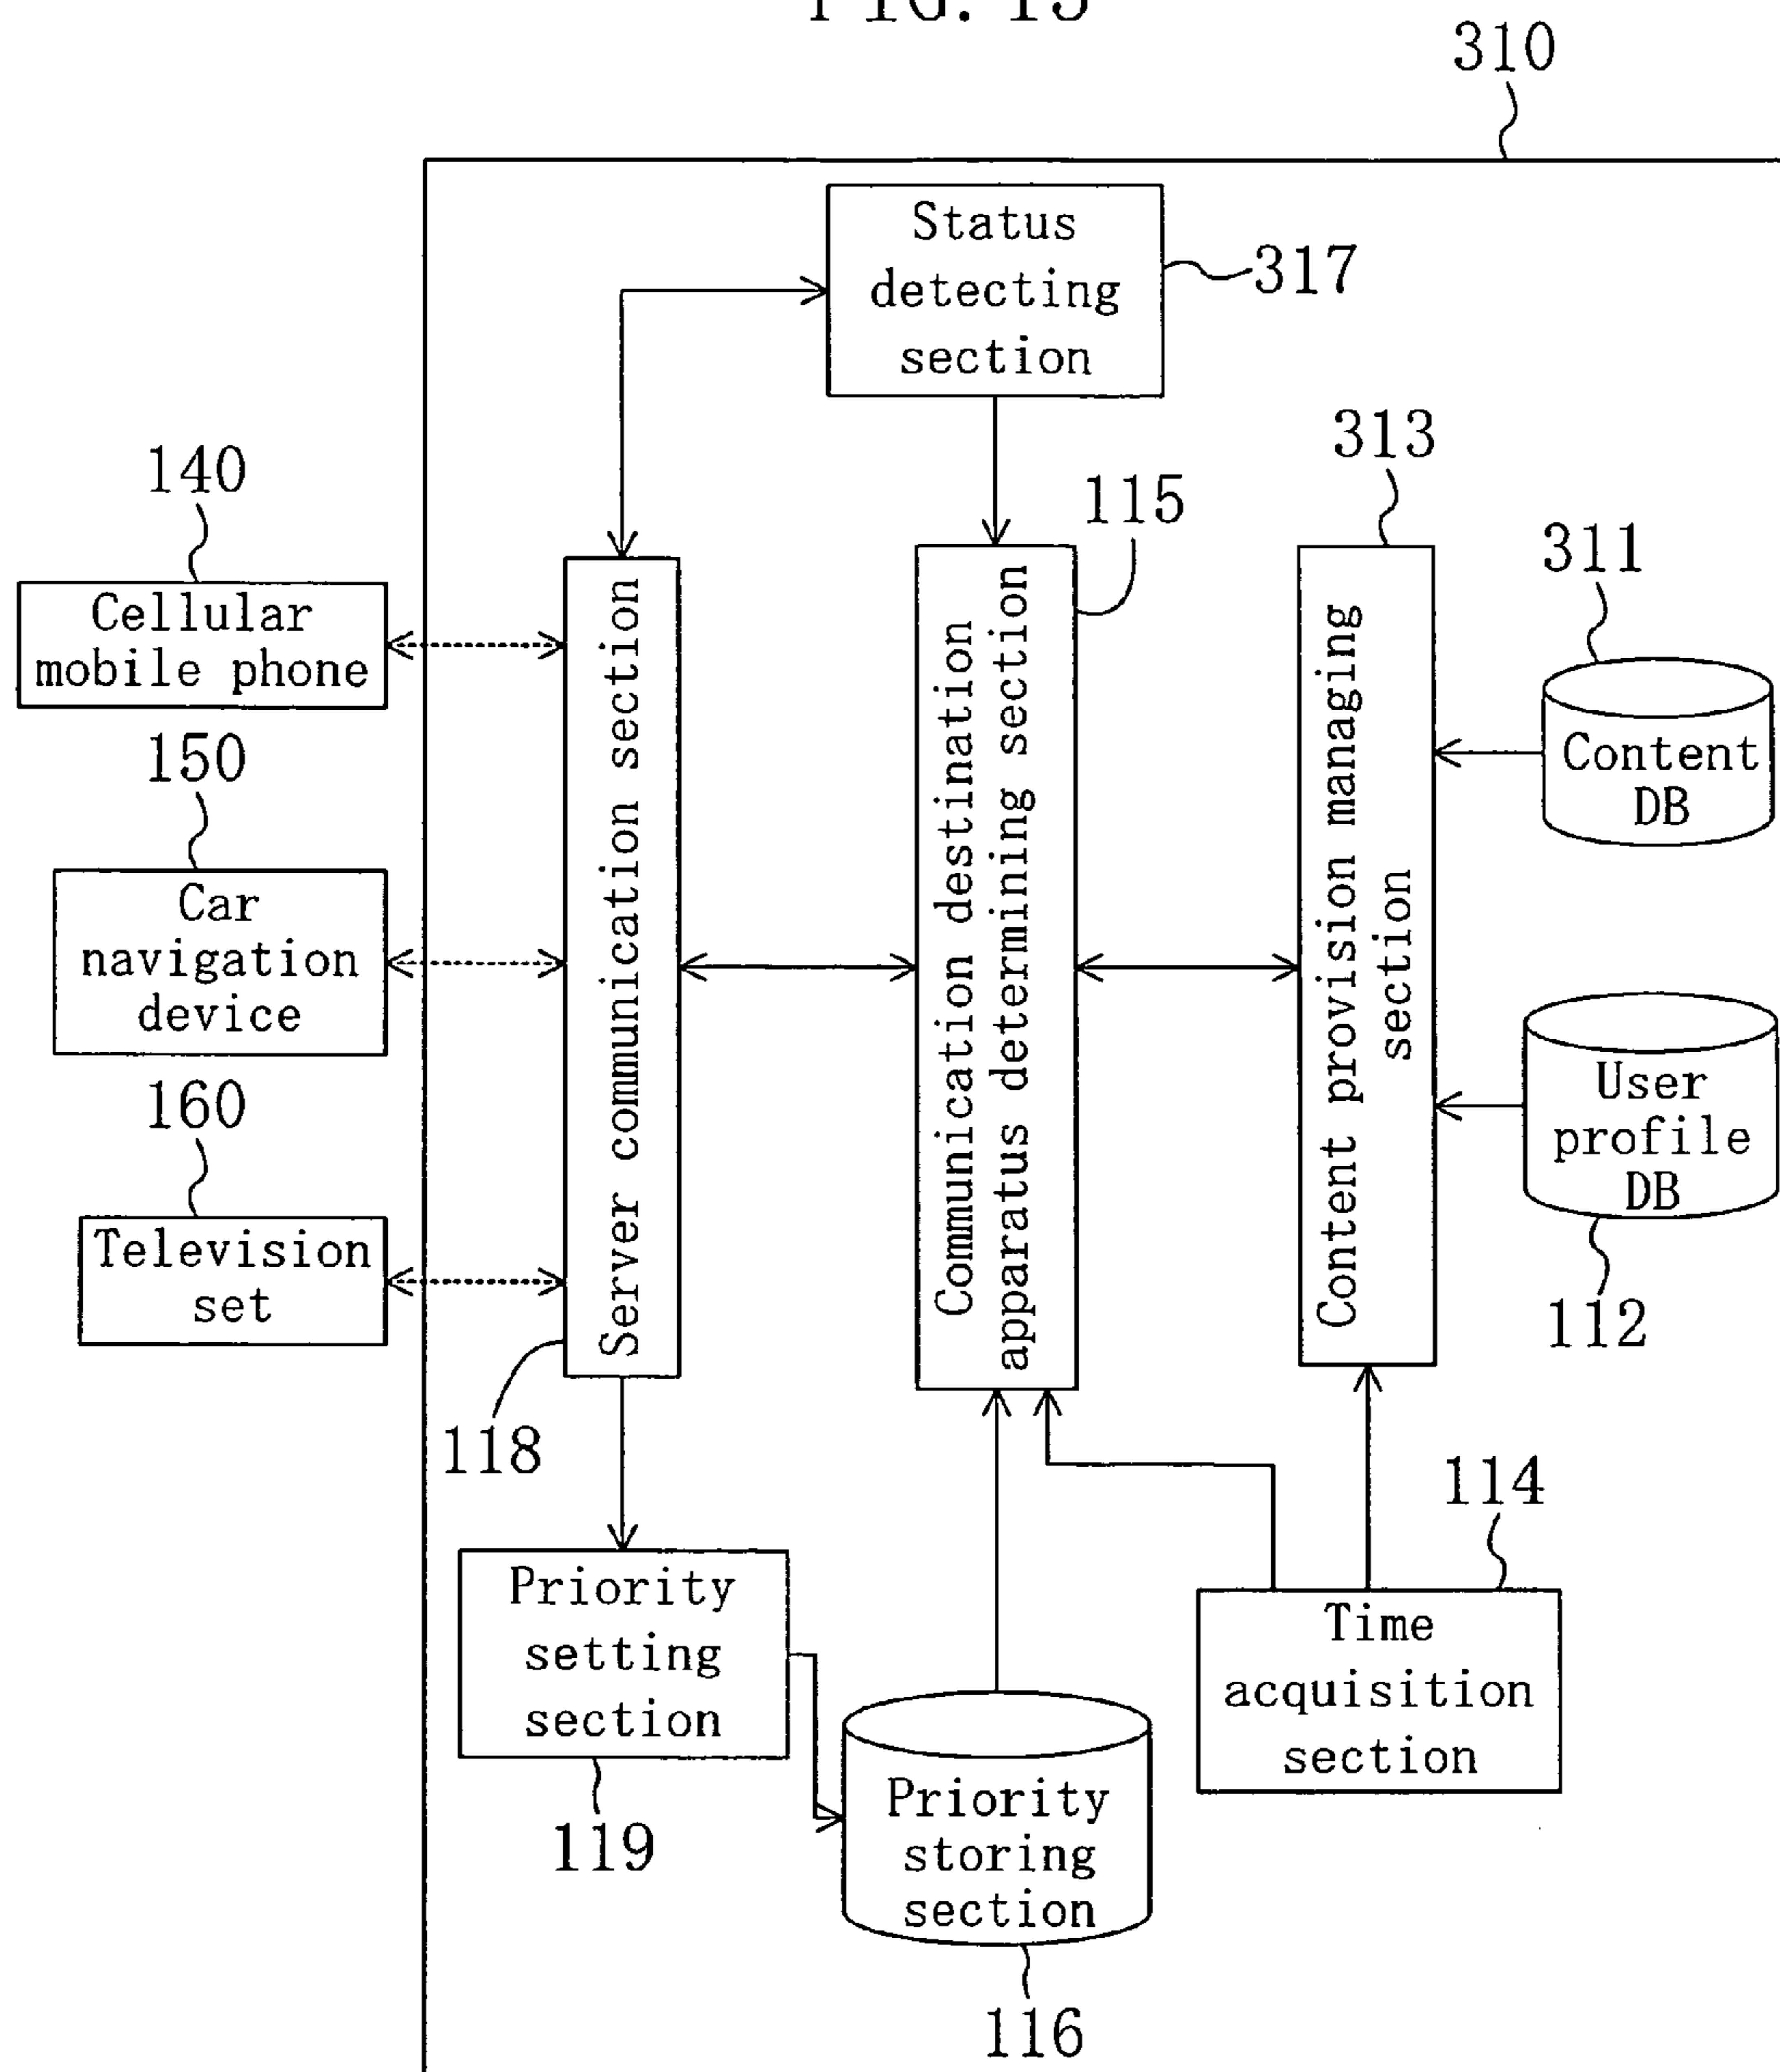 FIG. 13
310
Status
detecting
section
317
140
Cellular
mobile phone
150
Car
navigation
device
160
Television
set
Server communication section
118
115
Communication destination
apparatus determining section
313
Content provision managing
section
311
Content
DB
User
profile
DB
112
Priority
setting
section
119
Priority
storing
section
116
114
Time
acquisition
section